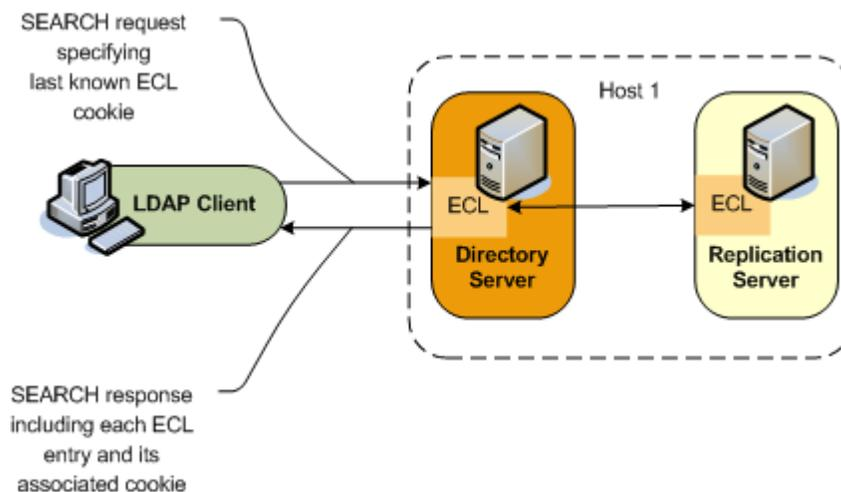 SEARCH request
specifying
last known ECL
cookie
Host 1
LDAP Client
ECL
Directory
Server
ECL
Replication
Server
SEARCH response
including each ECL
entry and its
associated cookie